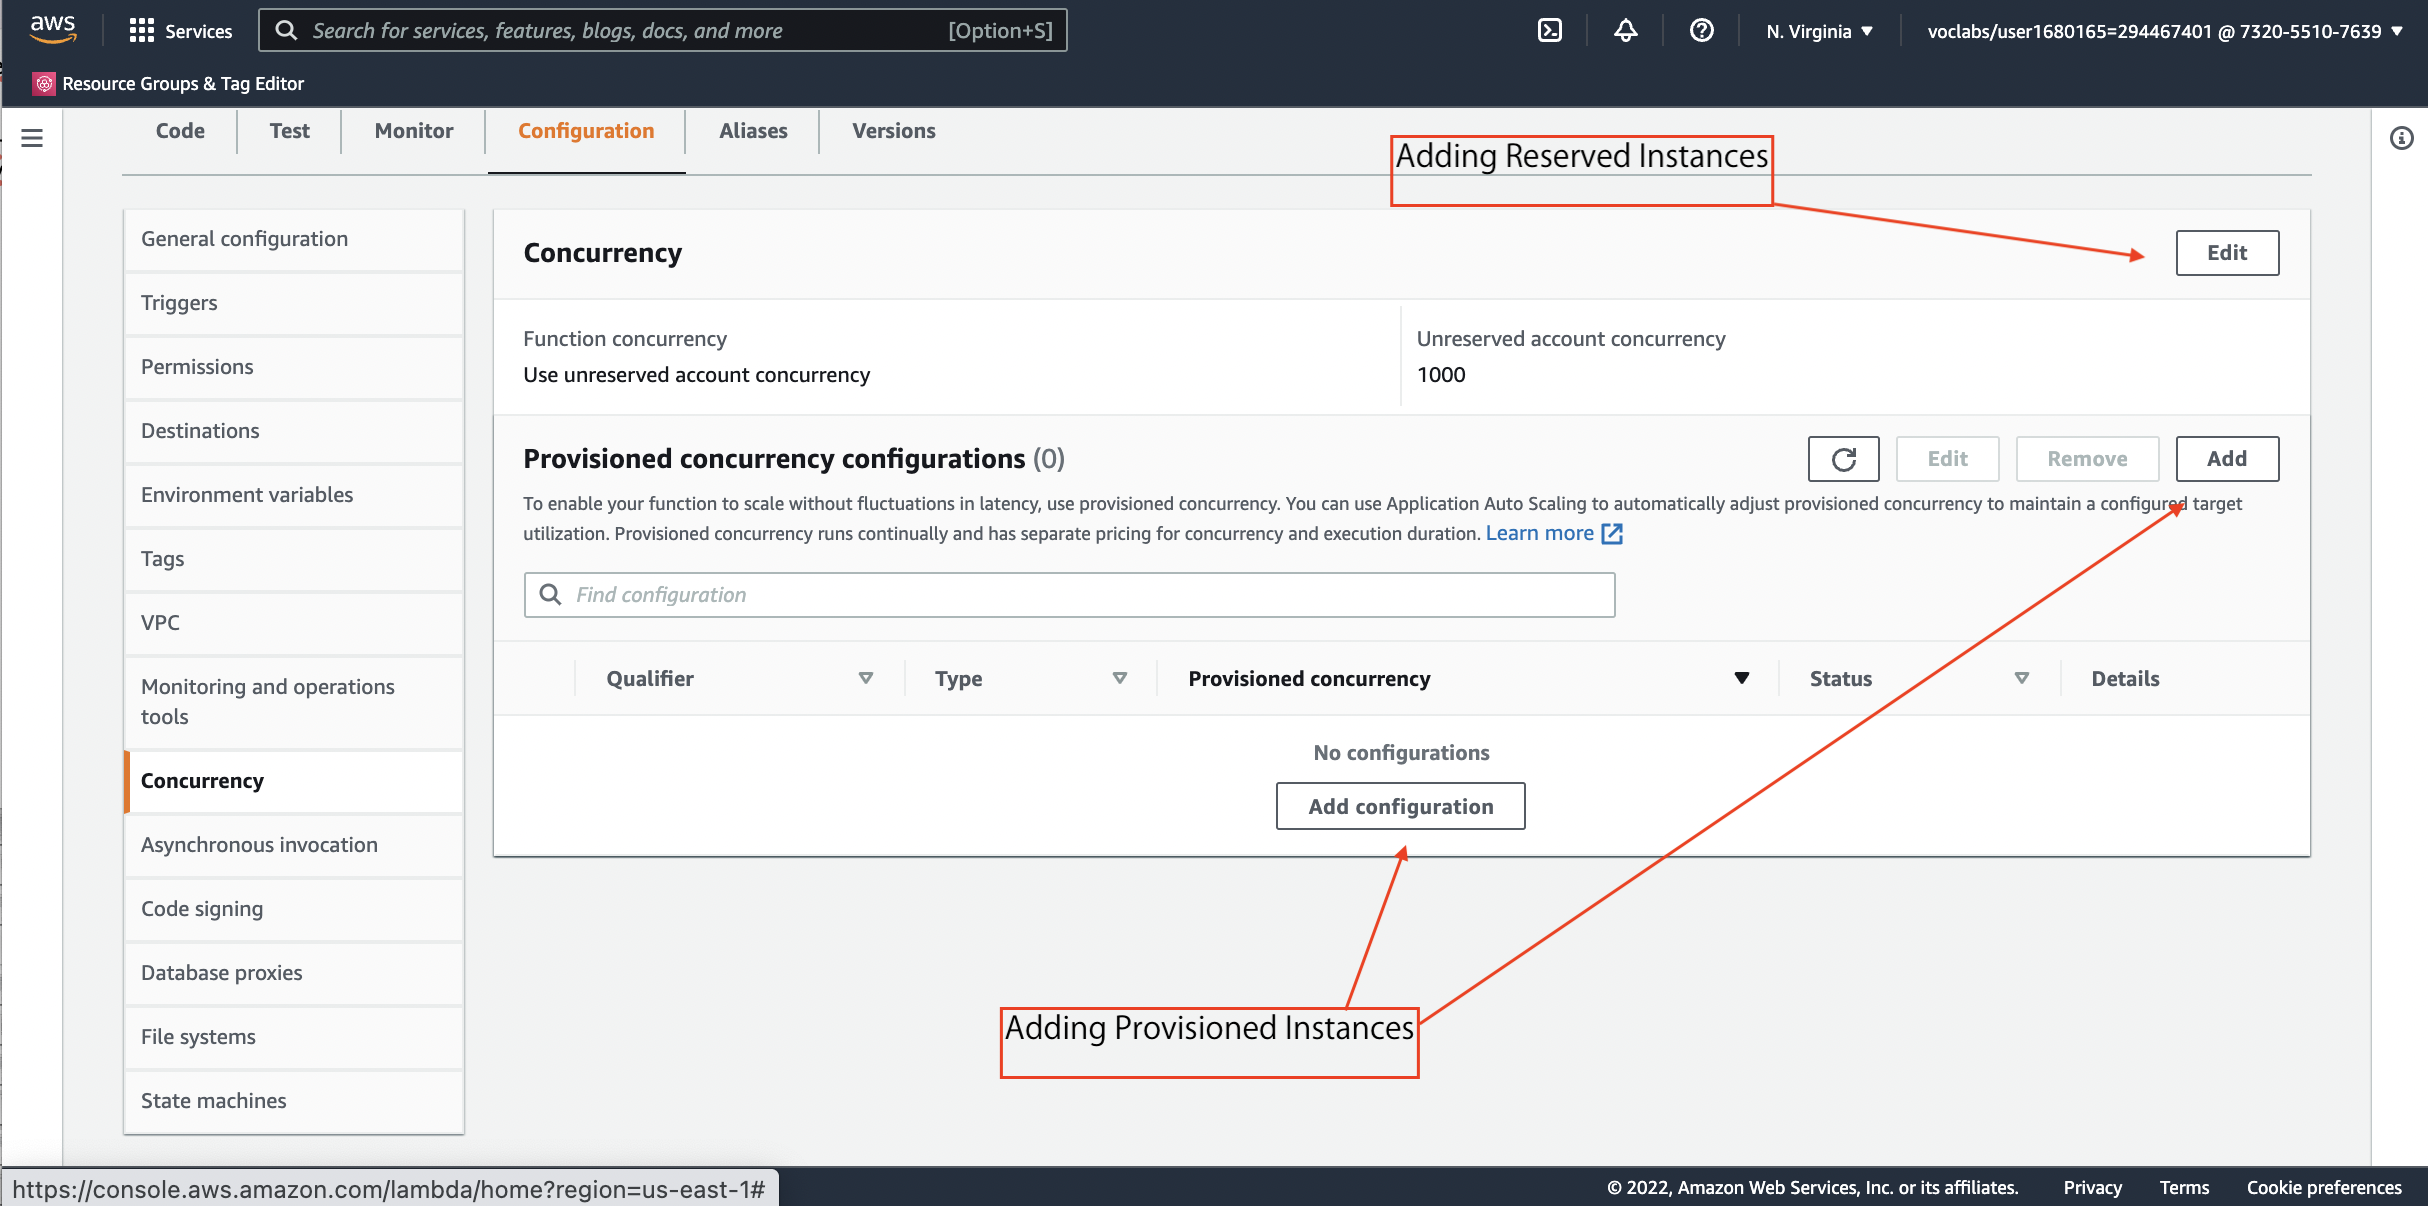 aws
Services
Search for services, features, blogs, docs, and more
[Option+S]
N. Virginia
voclabs/user1680165=294467401 @ 7320-5510-7639
Resource Groups & Tag Editor
Code
Test
Monitor
Configuration
Aliases
Versions
Adding Reserved Instances
General configuration
Triggers
Permissions
Destinations
Environment variables
Tags
VPC
Monitoring and operations
tools
Concurrency
Asynchronous invocation
Code signing
Database proxies
File systems
State machines
Concurrency
Edit
Function concurrency
Use unreserved account concurrency
Unreserved account concurrency
1000
Provisioned concurrency configurations (0)
Edit
Remove
Add
To enable your function to scale without fluctuations in latency, use provisioned concurrency. You can use Application Auto Scaling to automatically adjust provisioned concurrency to maintain a configured target
utilization. Provisioned concurrency runs continually and has separate pricing for concurrency and execution duration. Learn more
Find configuration
Qualifier
Type
Provisioned concurrency
Status
Details
No configurations
Add configuration
Adding Provisioned Instances
https://console.aws.amazon.com/lambda/home?region=us-east-1#
© 2022, Amazon Web Services, Inc. or its affiliates.
Privacy
Terms
Cookie preferences